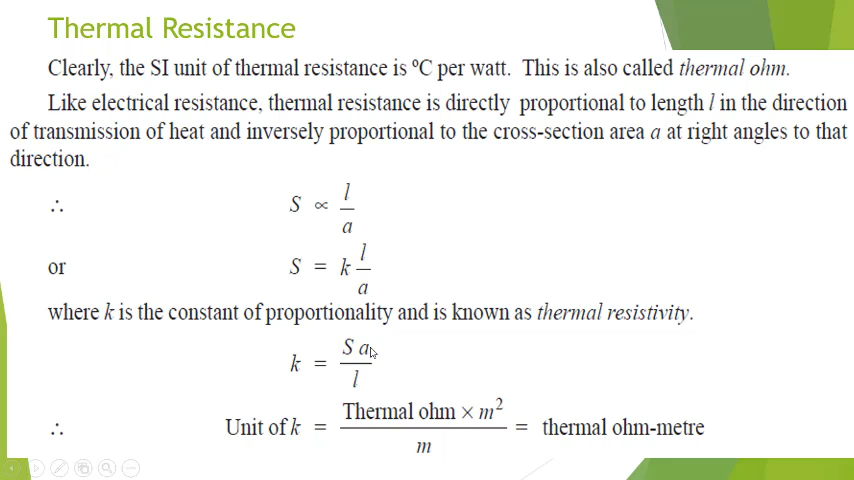 Thermal Resistance
Clearly, the SI unit of thermal resistance is ºC per watt. This is also called thermal ohm.
Like electrical resistance, thermal resistance is directly proportional to length l in the direction
of transmission of heat and inversely proportional to the cross-section area a at right angles to that
direction.
∴ S ∝ l/a
or S = k l/a
where k is the constant of proportionality and is known as thermal resistivity.
k = S a/l
∴ Unit of k = Thermal ohm × m²/m = thermal ohm-metre